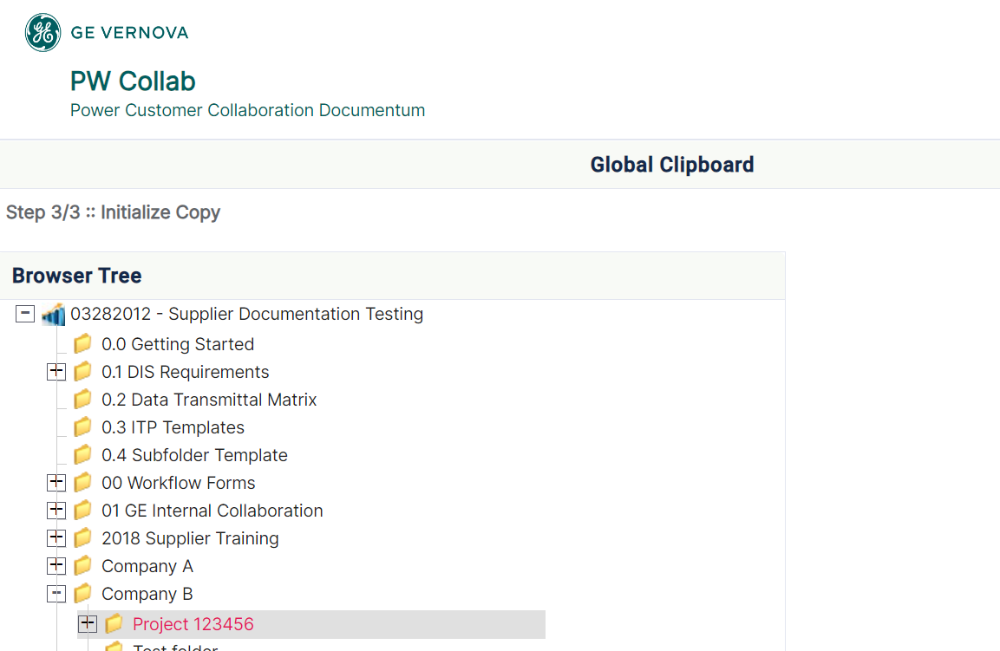 GE VERNOVA
PW Collab
Power Customer Collaboration Documentum
Global Clipboard
Step 3/3 :: Initialize Copy
Browser Tree
03282012 - Supplier Documentation Testing
0.0 Getting Started
0.1 DIS Requirements
0.2 Data Transmittal Matrix
0.3 ITP Templates
0.4 Subfolder Template
00 Workflow Forms
01 GE Internal Collaboration
2018 Supplier Training
Company A
Company B
Project 123456
Test folder